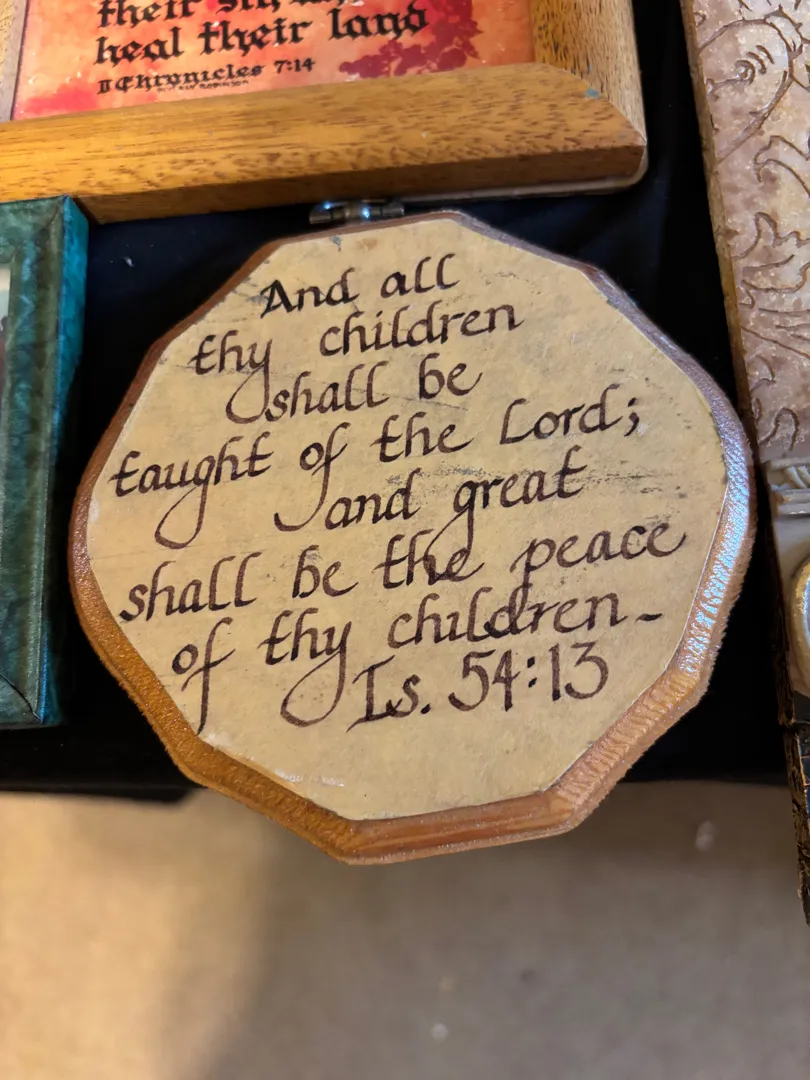 their sin,
heal their land
II Chronicles 7:14
And all
thy children
shall be
taught of the Lord;
and great
shall be the peace
of thy children-
Is. 54:13